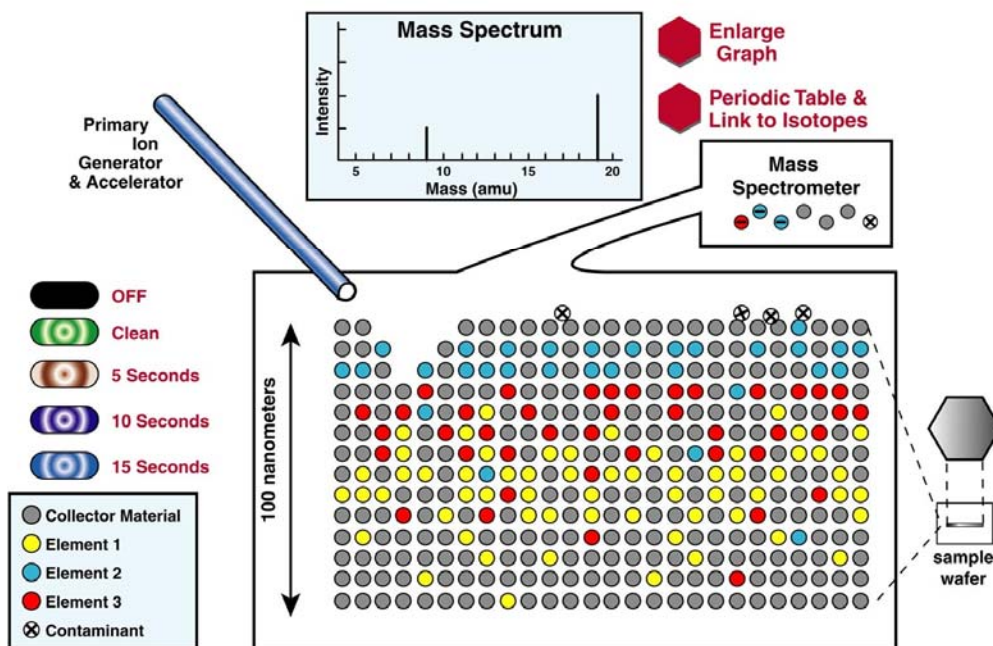 Mass Spectrum
Intensity
5 10 15 20
Mass (amu)
Enlarge
Graph
Periodic Table &
Link to Isotopes
Primary
Ion
Generator
& Accelerator
Mass
Spectrometer
OFF
Clean
5 Seconds
10 Seconds
15 Seconds
100 nanometers
Collector Material
Element 1
Element 2
Element 3
Contaminant
sample
wafer